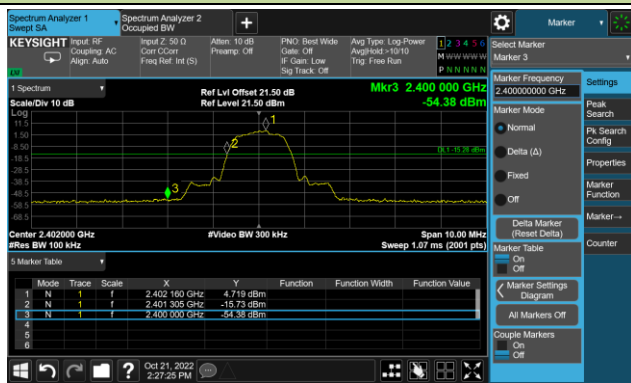 Spectrum Analyzer 1
Swept SA
Spectrum Analyzer 2
Occupied BW
Marker
KEYSIGHT
Input: RF
Coupling: AC
Align: Auto
Input Z: 50 Ω
Corr CCorr
Freq Ref: Int (S)
Atten: 10 dB
Preamp: Off
PNO: Best Wide
Gate: Off
IF Gain: Low
Sig Track: Off
Avg Type: Log-Power
Avg|Hold:>10/10
Trig: Free Run
1 2 3 4 5 6
M W W W W W
P N N N N N
Select Marker
Marker 3
1 Spectrum
Scale/Div 10 dB
Log
Ref Lvl Offset 21.50 dB
Ref Level 21.50 dBm
Mkr3 2.400 000 GHz
-54.38 dBm
11.5
1.50
-8.50
-18.5
-28.5
-38.5
-48.5
-58.5
-68.5
1
2
3
DL1 -15.28 dBm
Center 2.402000 GHz
#Res BW 100 kHz
#Video BW 300 kHz
Span 10.00 MHz
Sweep 1.07 ms (2001 pts)
5 Marker Table
Mode Trace Scale X Y Function Function Width Function Value
1 N 1 f 2.402 160 GHz 4.719 dBm
2 N 1 f 2.401 305 GHz -15.73 dBm
3 N 1 f 2.400 000 GHz -54.38 dBm
4
5
6
Marker Frequency
2.400000000 GHz
Marker Mode
Normal
Delta (Δ)
Fixed
Off
Delta Marker
(Reset Delta)
Marker Table
On
Off
Marker Settings
Diagram
All Markers Off
Couple Markers
On
Off
Settings
Peak
Search
Pk Search
Config
Properties
Marker
Function
Marker→
Counter
?
Oct 21, 2022
2:27:25 PM